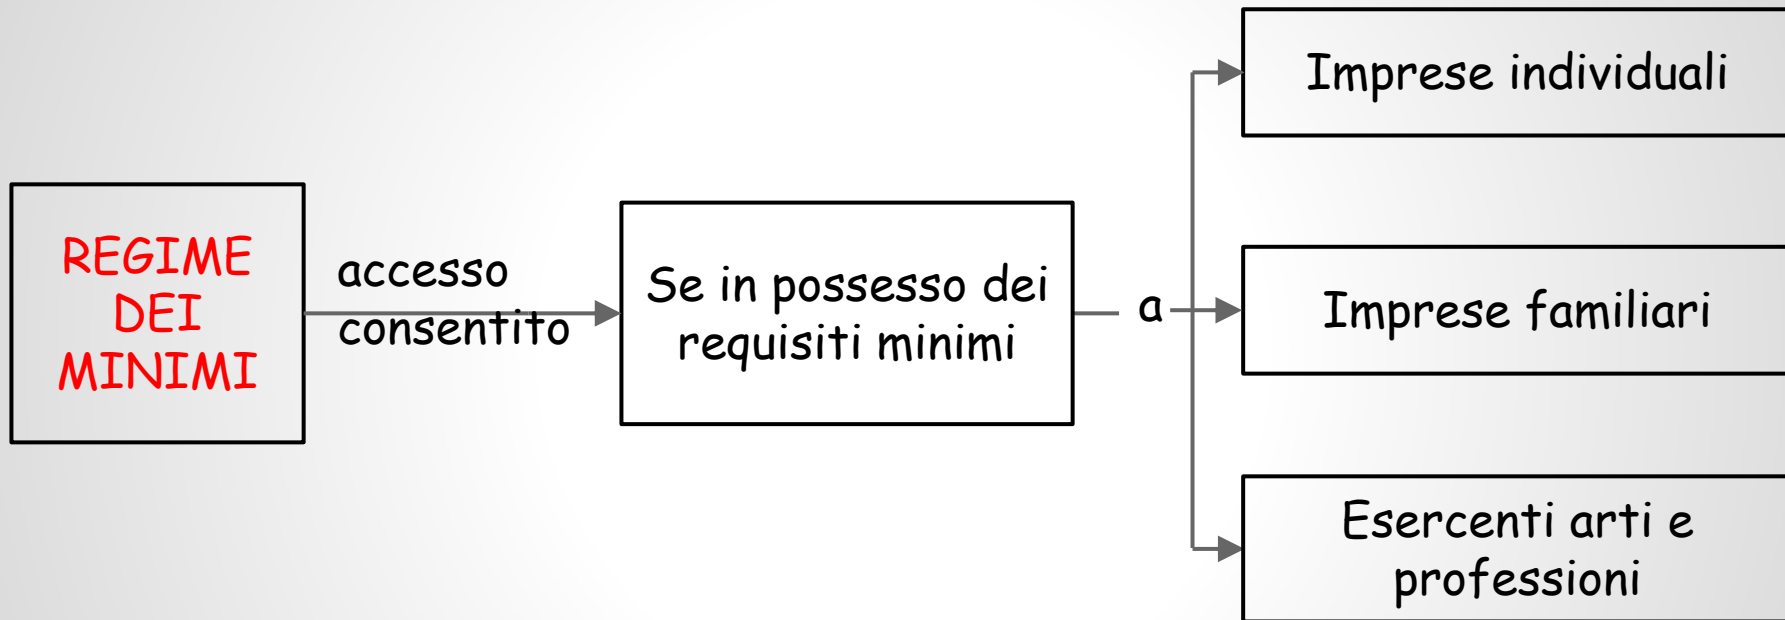 REGIME
DEI
MINIMI
accesso
consentito
Se in possesso dei
requisiti minimi
a
Imprese individuali
Imprese familiari
Esercenti arti e
professioni